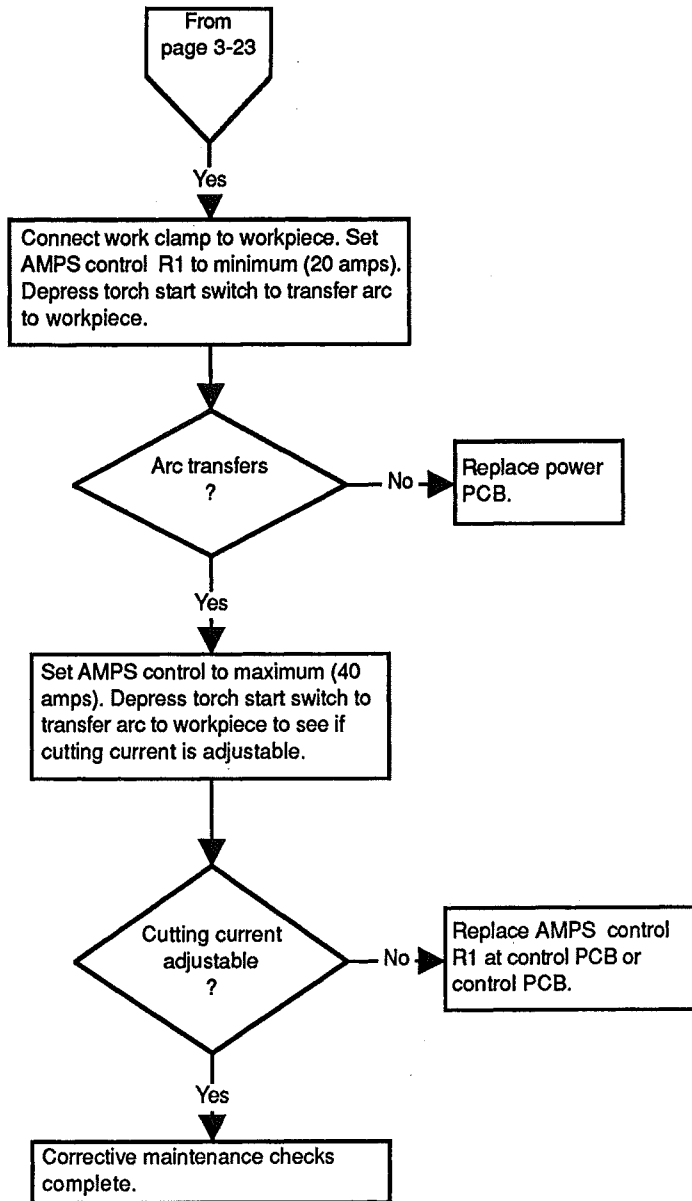 From
page 3-23
Yes
Connect work clamp to workpiece. Set
AMPS control R1 to minimum (20 amps).
Depress torch start switch to transfer arc
to workpiece.
Arc transfers
?
No
Replace power
PCB.
Yes
Set AMPS control to maximum (40
amps). Depress torch start switch to
transfer arc to workpiece to see if
cutting current is adjustable.
Cutting current
adjustable
?
No
Replace AMPS control
R1 at control PCB or
control PCB.
Yes
Corrective maintenance checks
complete.